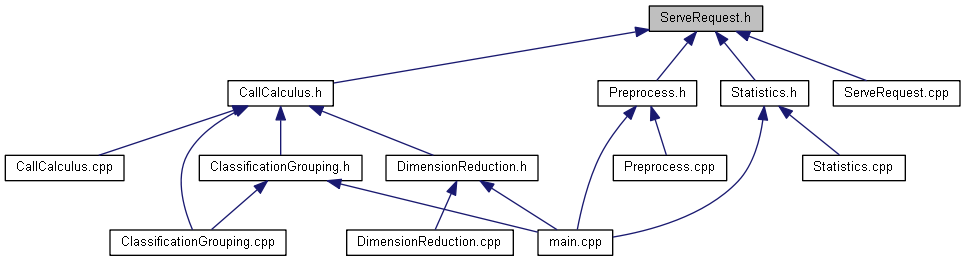 ServeRequest.h
CallCalculus.h
Preprocess.h
Statistics.h
ServeRequest.cpp
CallCalculus.cpp
ClassificationGrouping.h
DimensionReduction.h
Preprocess.cpp
Statistics.cpp
ClassificationGrouping.cpp
DimensionReduction.cpp
main.cpp